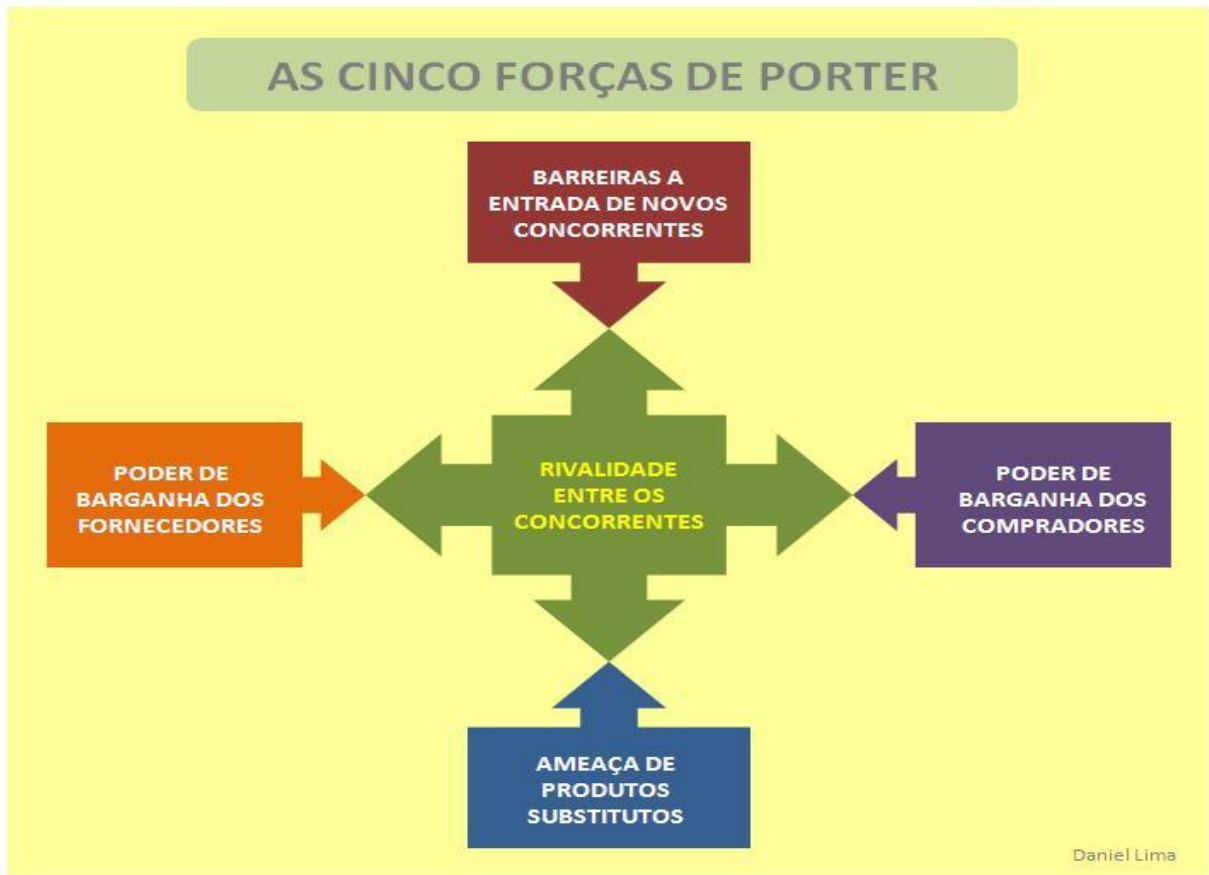 AS CINCO FORÇAS DE PORTER
BARREIRAS A
ENTRADA DE NOVOS
CONCORRENTES
PODER DE
BARGANHA DOS
FORNECEDORES
RIVALIDADE
ENTRE OS
CONCORRENTES
PODER DE
BARGANHA DOS
COMPRADORES
AMEAÇA DE
PRODUTOS
SUBSTITUTOS
Daniel Lima